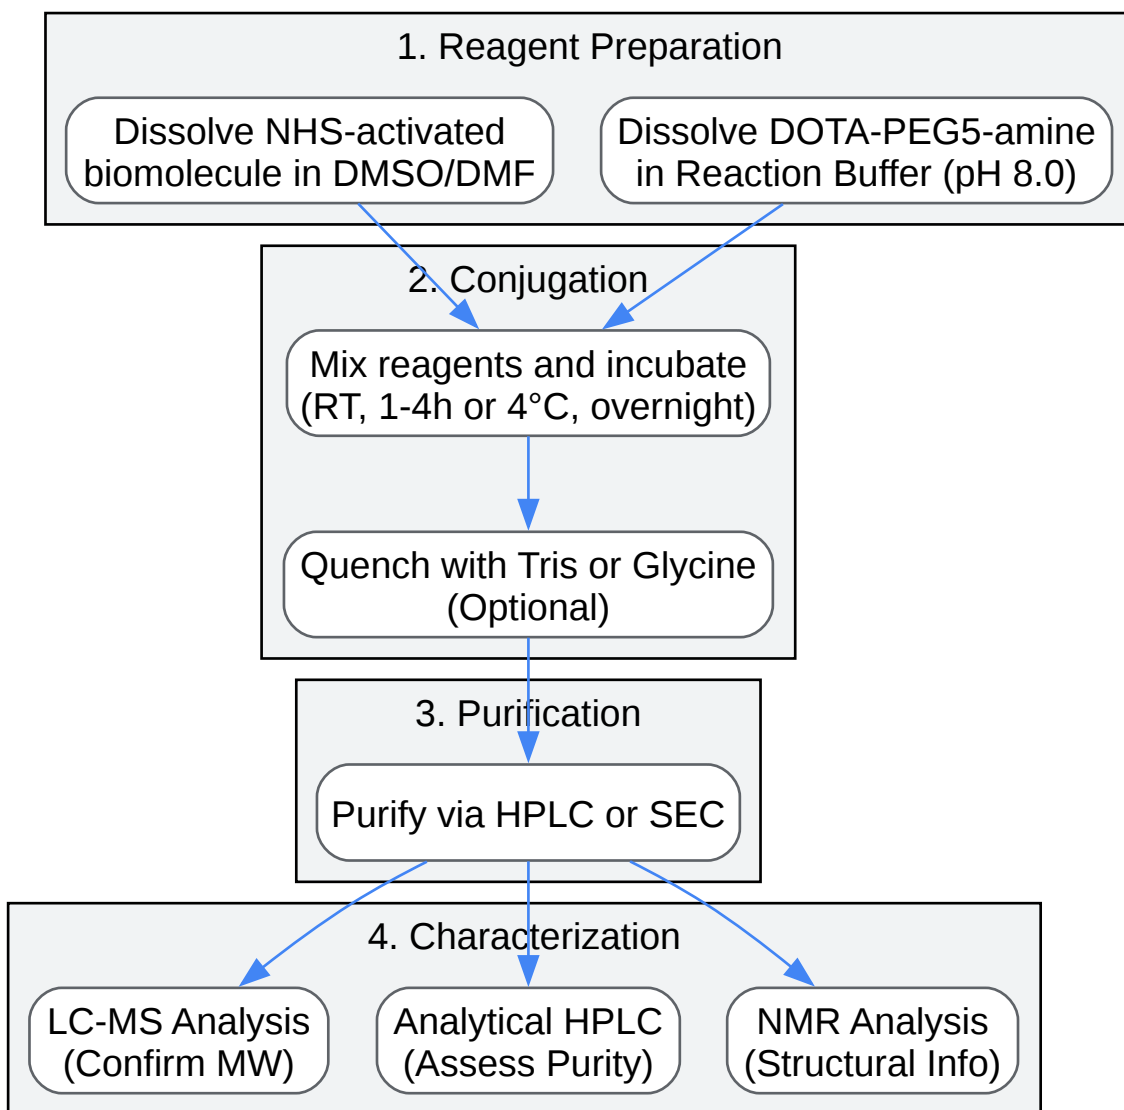 1. Reagent Preparation
Dissolve NHS-activated
biomolecule in DMSO/DMF
Dissolve DOTA-PEG5-amine
in Reaction Buffer (pH 8.0)
2. Conjugation
Mix reagents and incubate
(RT, 1-4h or 4°C, overnight)
Quench with Tris or Glycine
(Optional)
3. Purification
Purify via HPLC or SEC
4. Characterization
LC-MS Analysis
(Confirm MW)
Analytical HPLC
(Assess Purity)
NMR Analysis
(Structural Info)